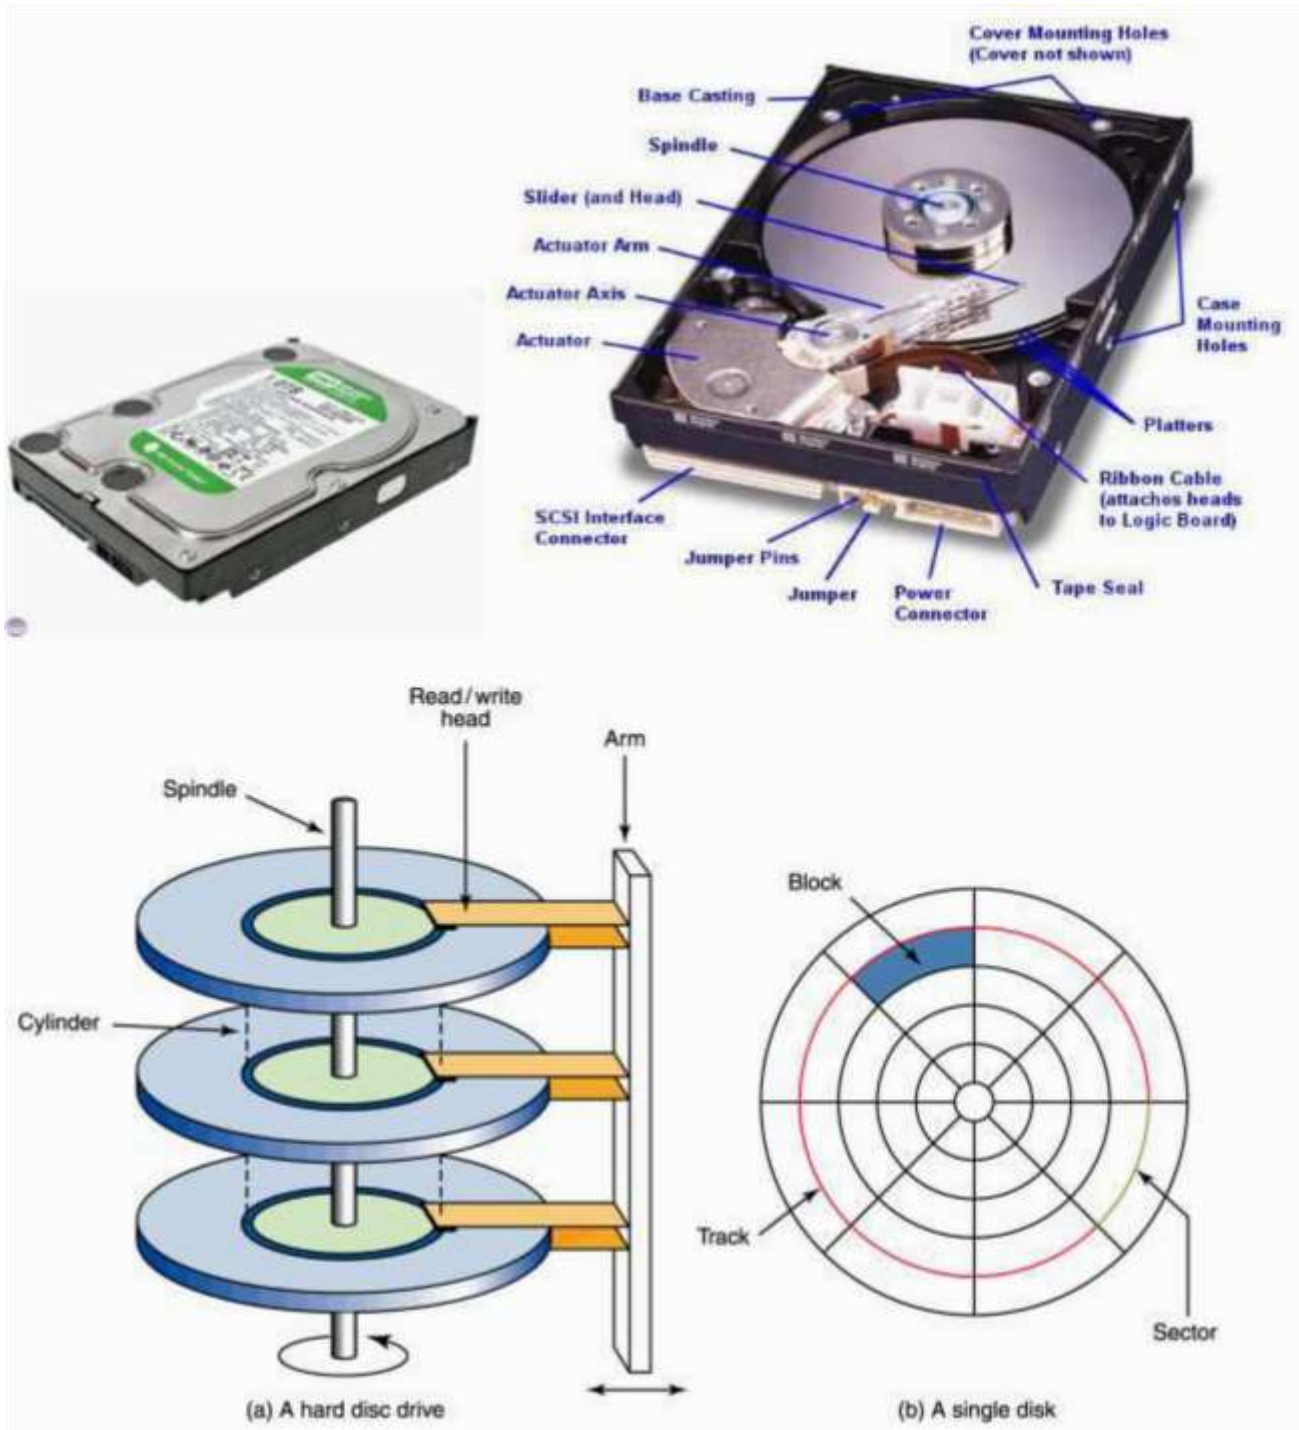 Cover Mounting Holes
(Cover not shown)
Base Casting
Spindle
Slider (and Head)
Actuator Arm
Actuator Axis
Actuator
Case
Mounting
Holes
Platters
Ribbon Cable
(attaches heads
to Logic Board)
SCSI Interface
Connector
Jumper Pins
Jumper
Power
Connector
Tape Seal
Read/write
head
Arm
Spindle
Cylinder
Block
Track
Sector
(a) A hard disc drive
(b) A single disk